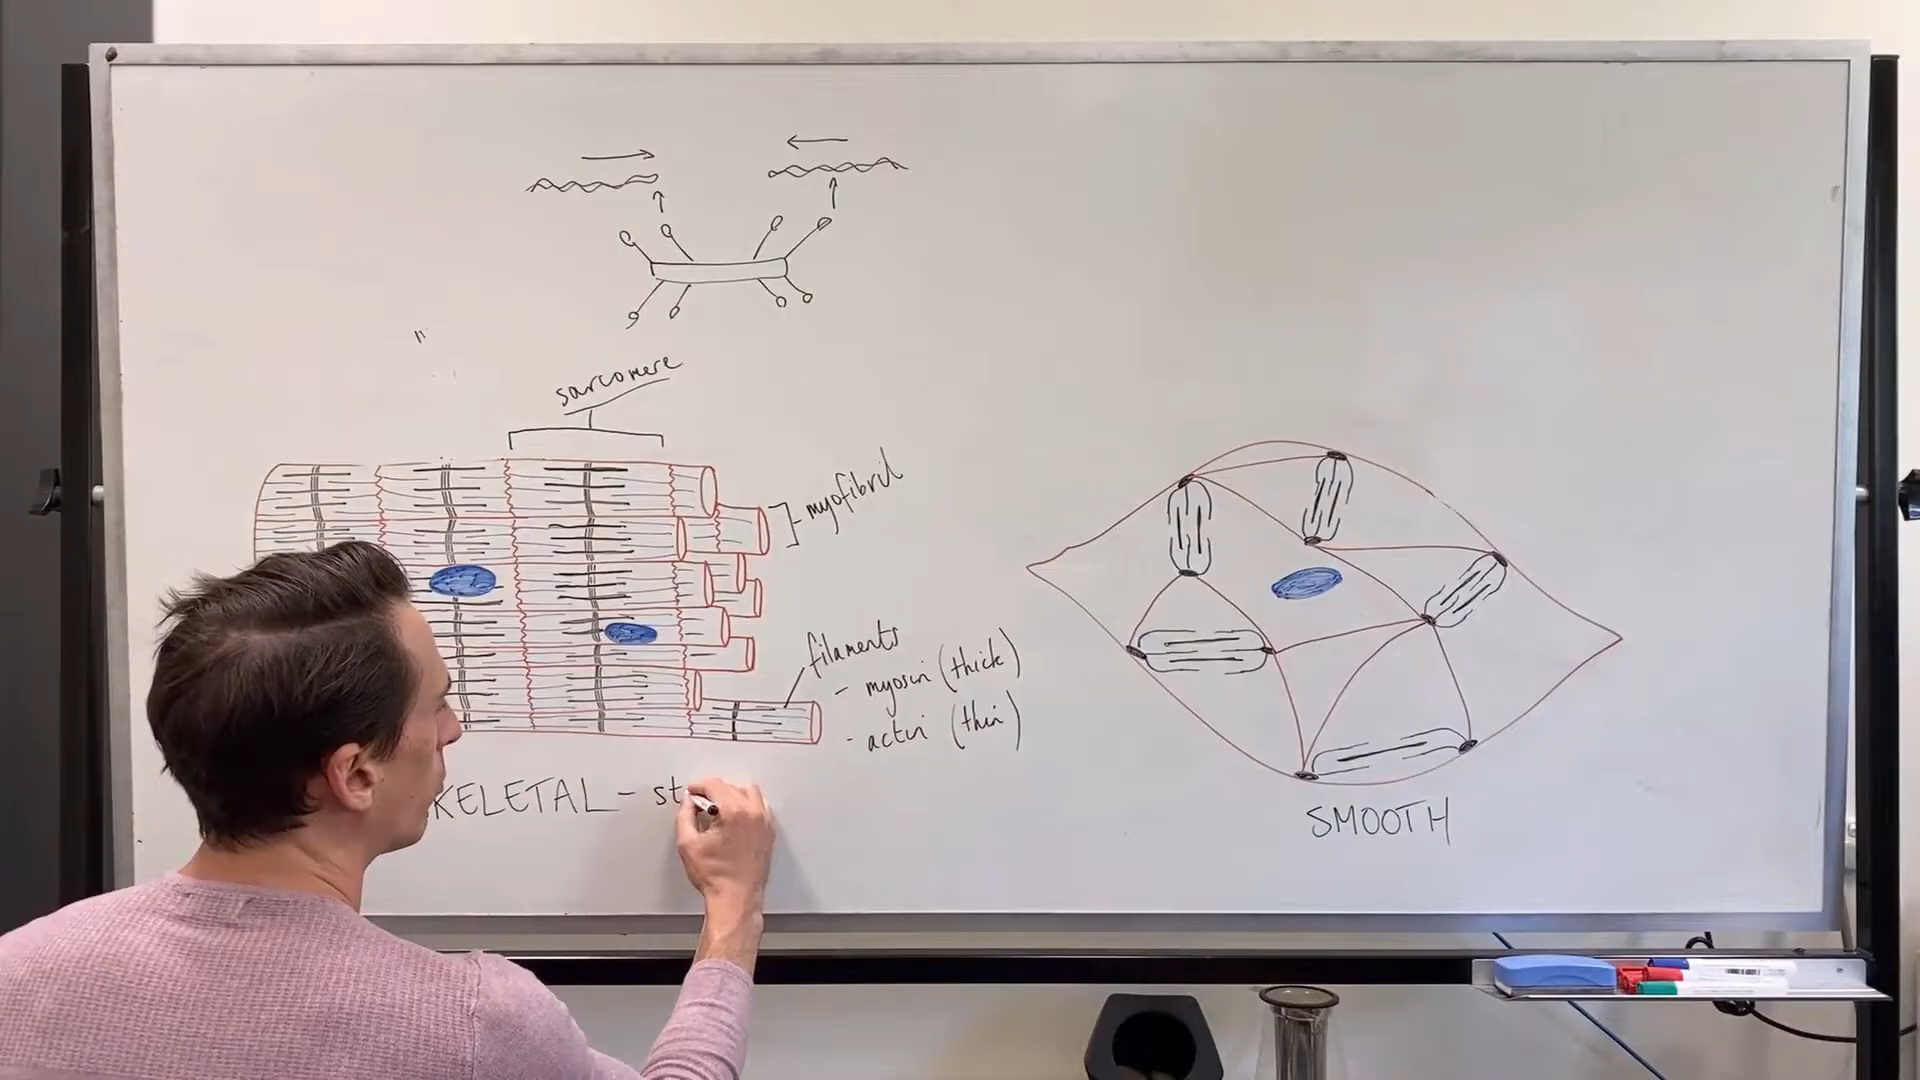 sarcomere
myofibril
filaments
- myosin (thick)
- actin (thin)
KELETAL - st
SMOOTH